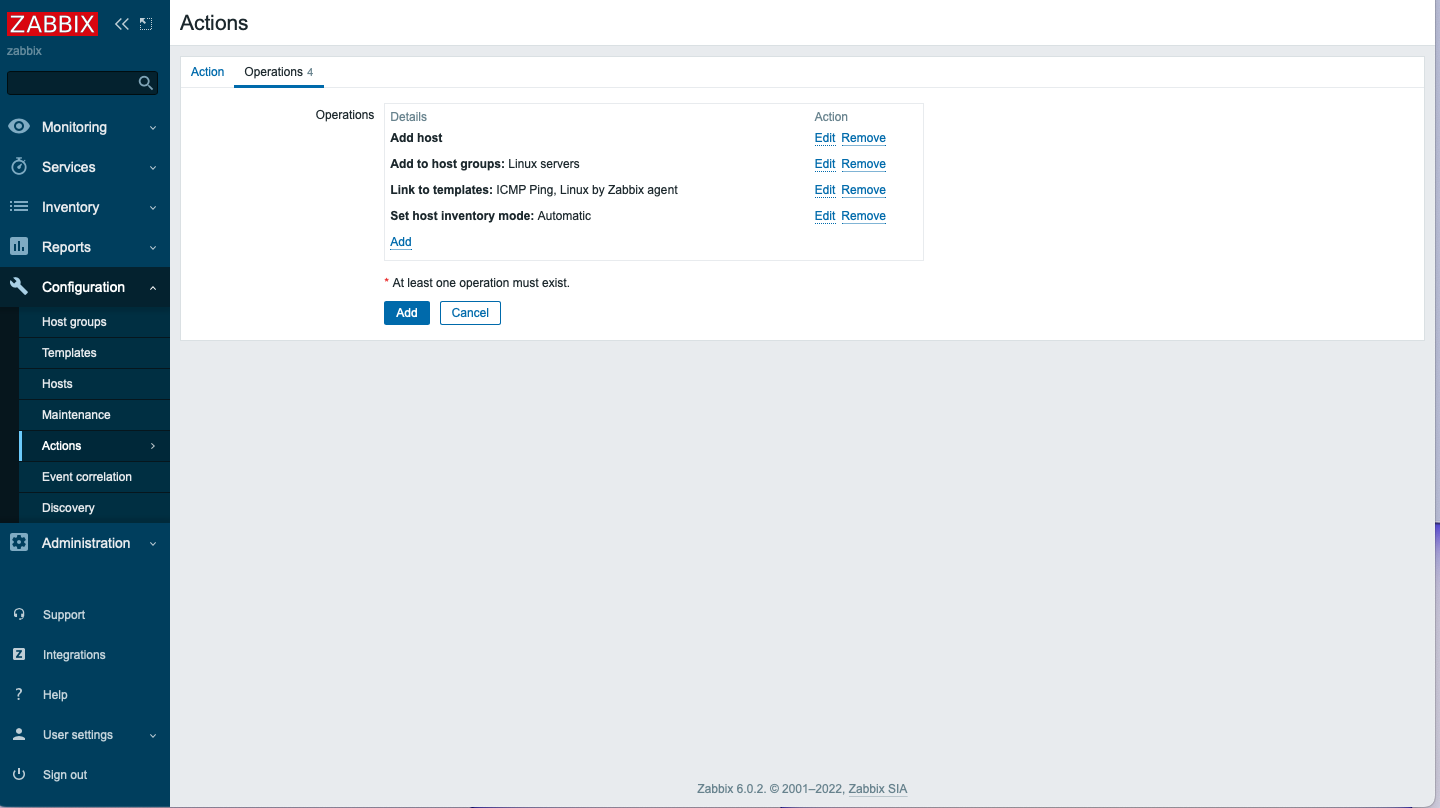 ZABBIX
zabbix
Monitoring
Services
Inventory
Reports
Configuration
Host groups
Templates
Hosts
Maintenance
Actions
Event correlation
Discovery
Administration
Support
Integrations
Help
User settings
Sign out
Actions
Action Operations 4
Operations Details Action
Add host Edit Remove
Add to host groups: Linux servers Edit Remove
Link to templates: ICMP Ping, Linux by Zabbix agent Edit Remove
Set host inventory mode: Automatic Edit Remove
Add
* At least one operation must exist.
Add Cancel
Zabbix 6.0.2. © 2001–2022, Zabbix SIA